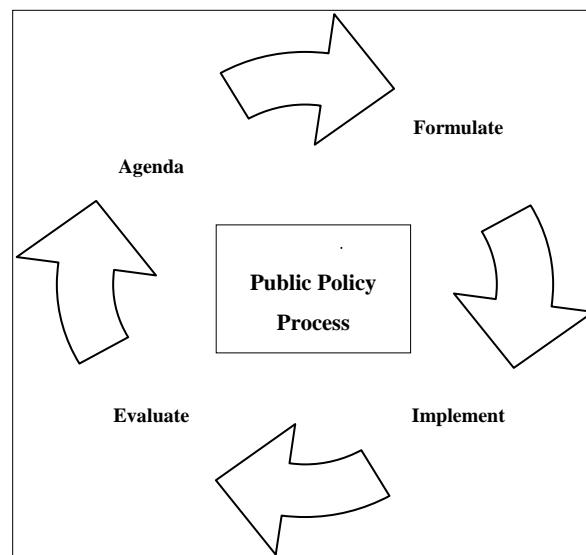 Formulate
Agenda
Public Policy
Process
Evaluate
Implement